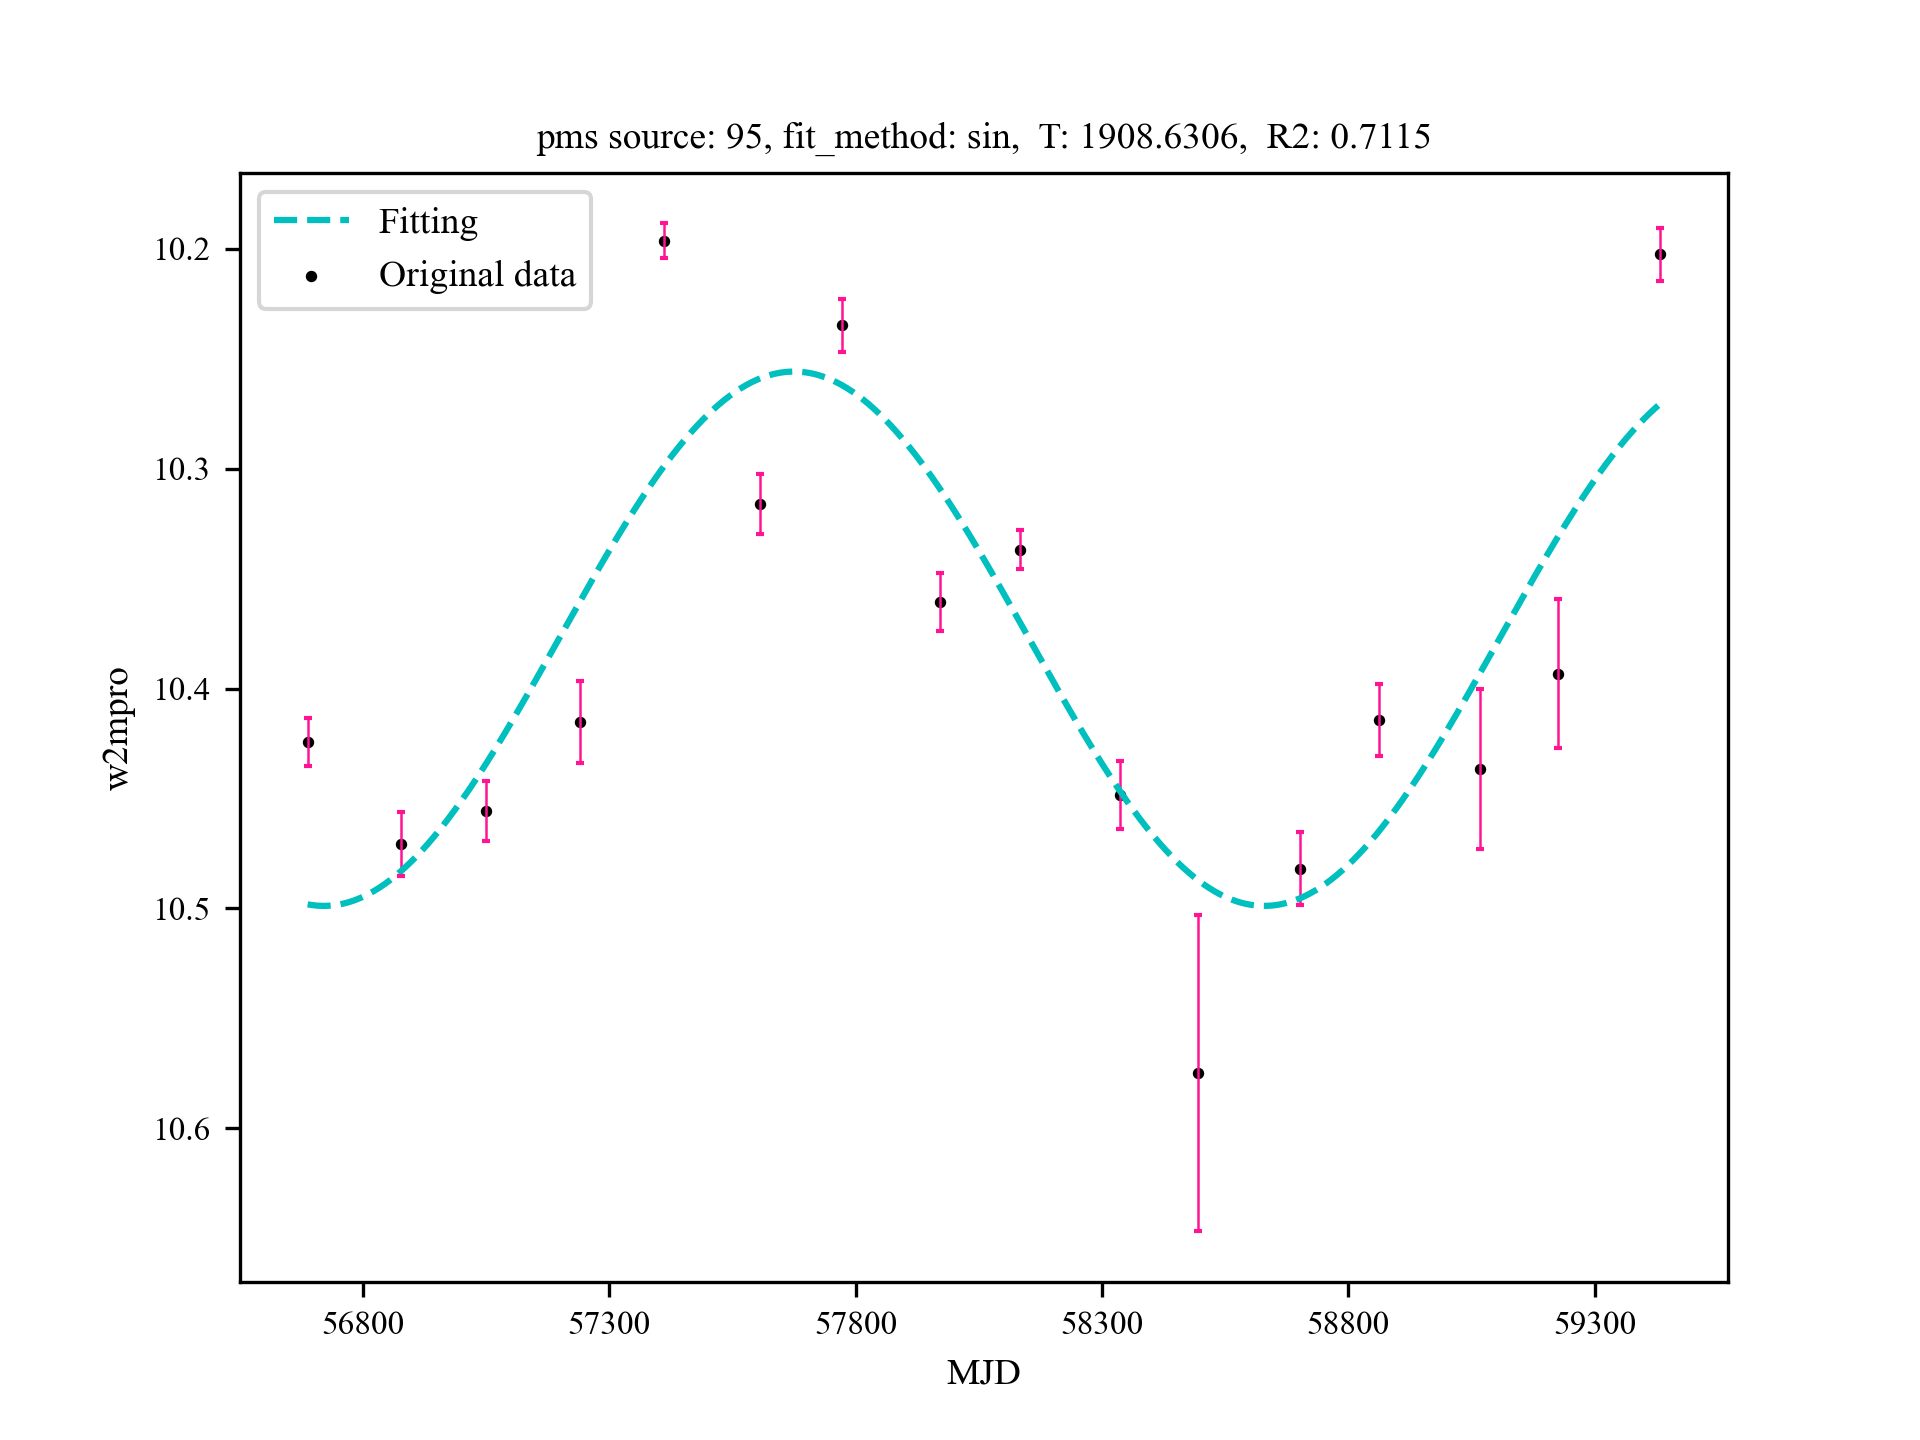 pms source: 95, fit_method: sin,  T: 1908.6306,  R2: 0.7115
Fitting
Original data
10.2
10.3
10.4
10.5
10.6
w2mpro
56800
57300
57800
58300
58800
59300
MJD